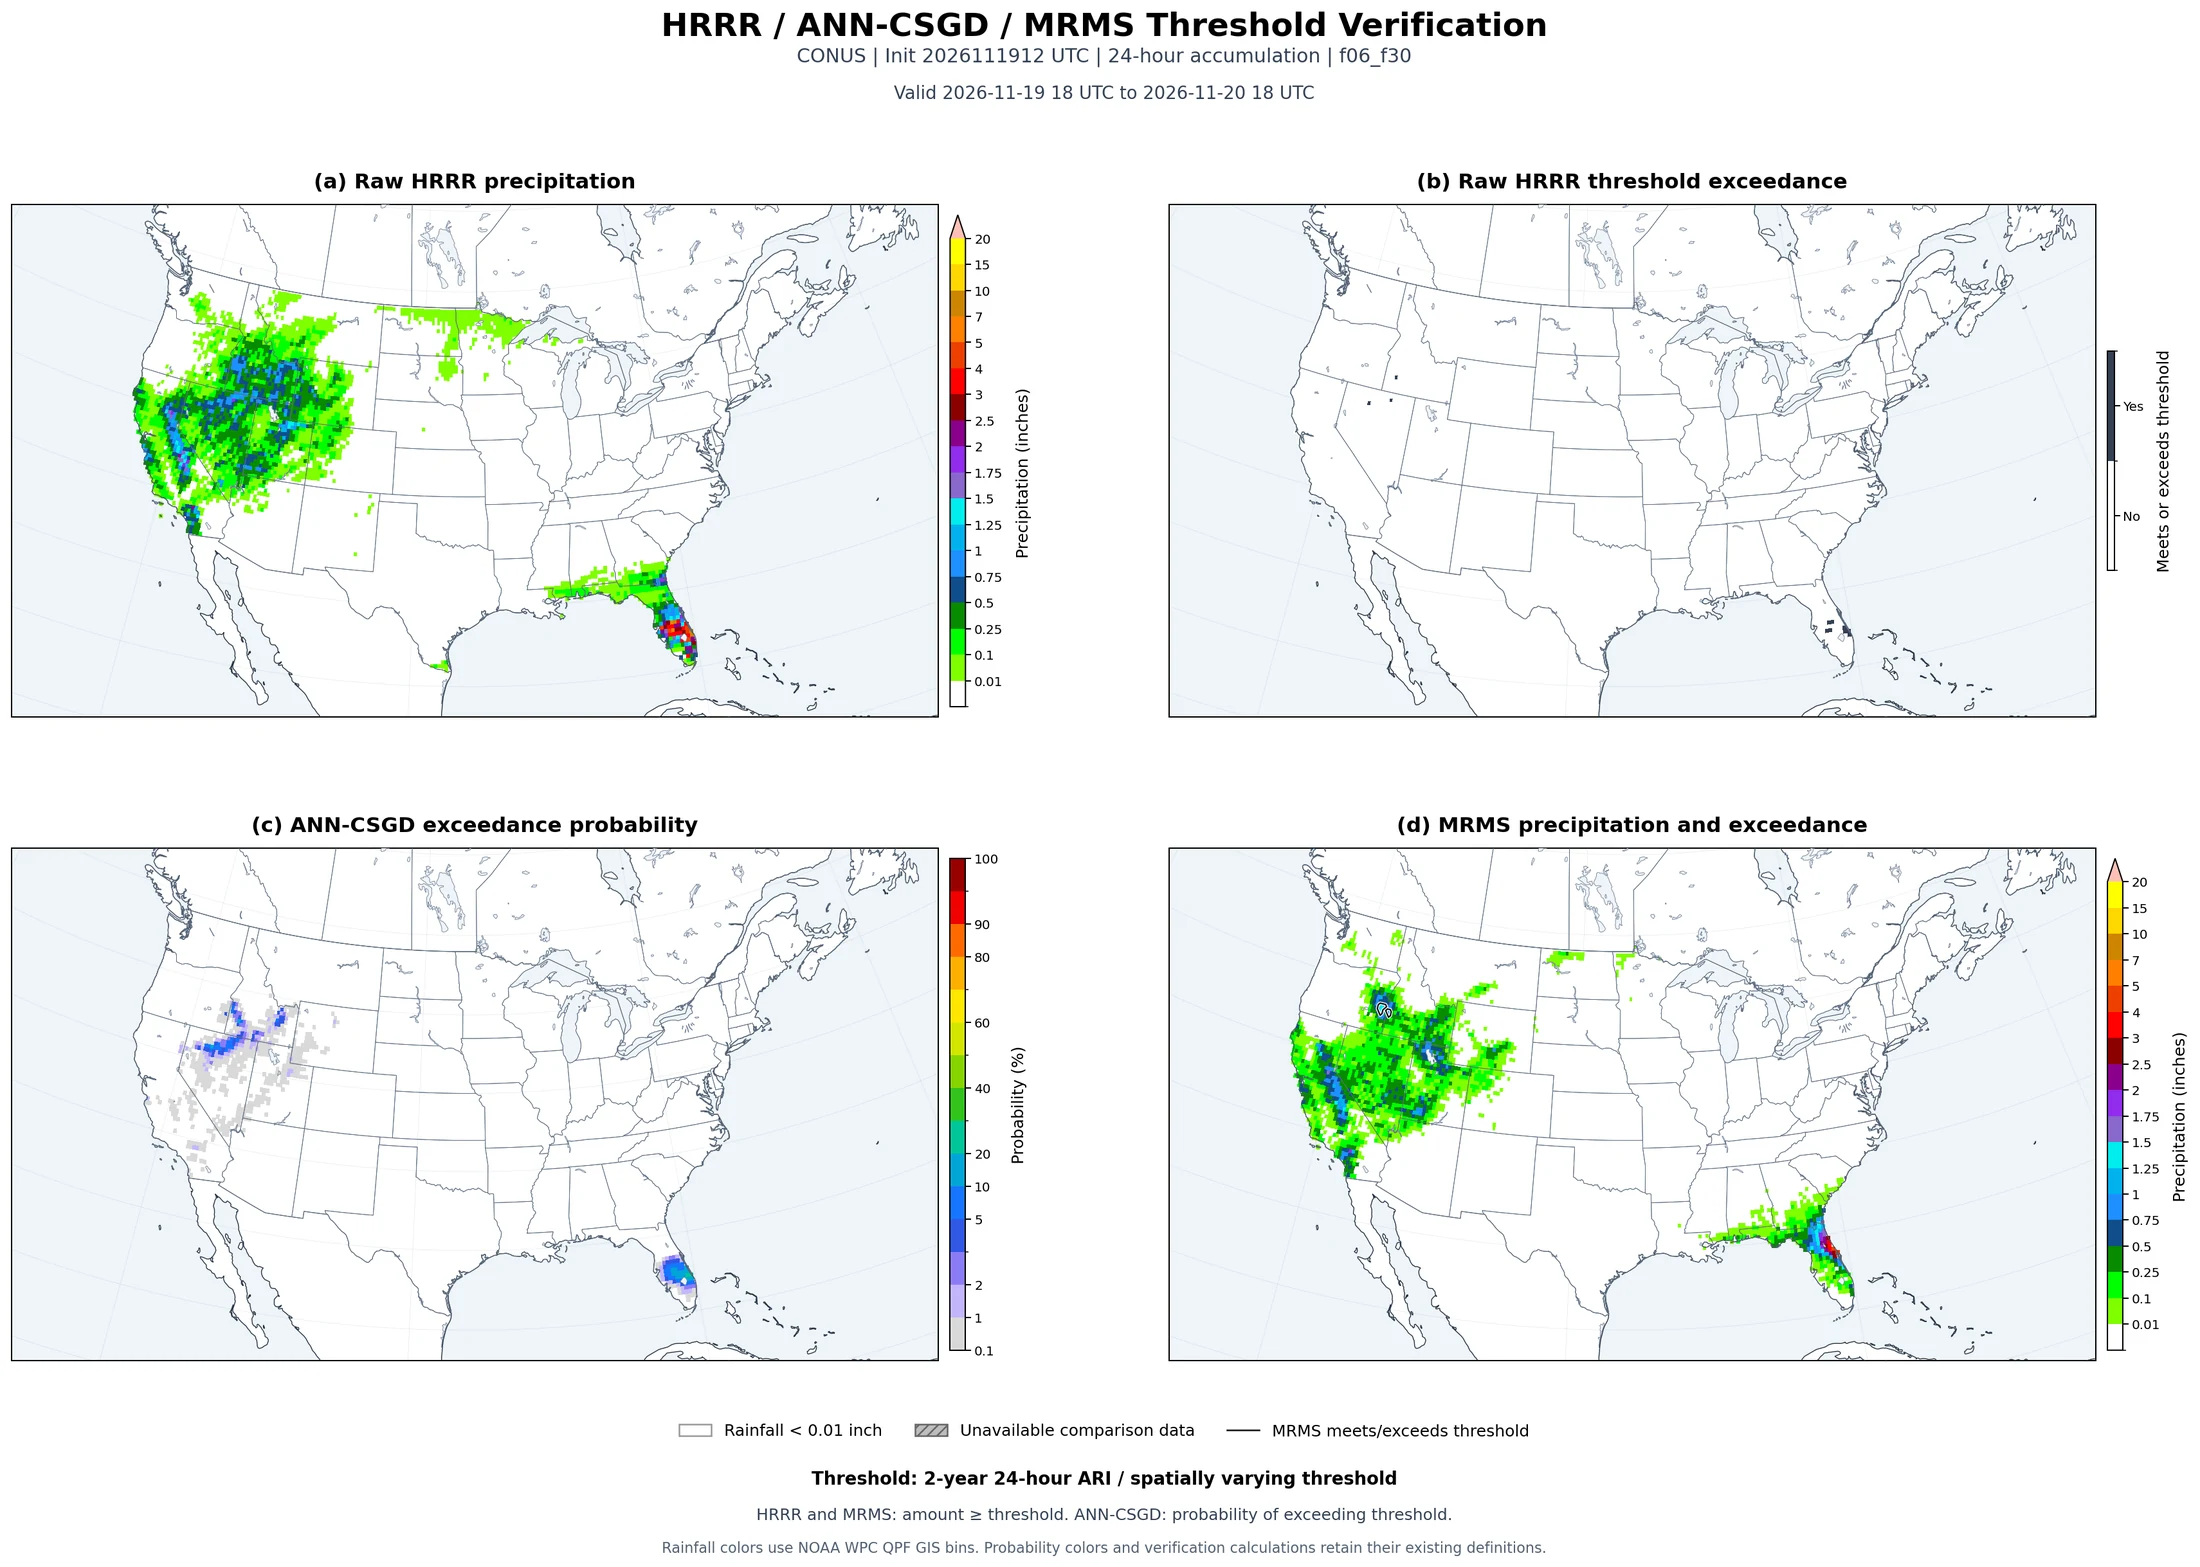 HRRR / ANN-CSGD / MRMS Threshold Verification
CONUS | Init 2026111912 UTC | 24-hour accumulation | f06_f30
Valid 2026-11-19 18 UTC to 2026-11-20 18 UTC
(a) Raw HRRR precipitation
20
15
10
7
5
4
3
2.5
2
1.75
1.5
1.25
1
0.75
0.5
0.25
0.1
0.01
Precipitation (inches)
(b) Raw HRRR threshold exceedance
Yes
No
Meets or exceeds threshold
(c) ANN-CSGD exceedance probability
100
90
80
60
40
20
10
5
2
1
0.1
Probability (%)
(d) MRMS precipitation and exceedance
20
15
10
7
5
4
3
2.5
2
1.75
1.5
1.25
1
0.75
0.5
0.25
0.1
0.01
Precipitation (inches)
Rainfall < 0.01 inch
Unavailable comparison data
MRMS meets/exceeds threshold
Threshold: 2-year 24-hour ARI / spatially varying threshold
HRRR and MRMS: amount ≥ threshold. ANN-CSGD: probability of exceeding threshold.
Rainfall colors use NOAA WPC QPF GIS bins. Probability colors and verification calculations retain their existing definitions.